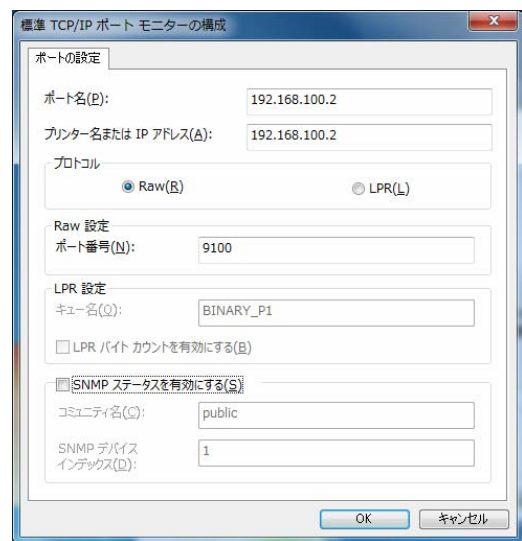 標準 TCP/IP ポート モニターの構成
ポートの設定
ポート名(P):
192.168.100.2
プリンター名または IP アドレス(A):
192.168.100.2
プロトコル
Raw(R)
LPR(L)
Raw 設定
ポート番号(N):
9100
LPR 設定
キュー名(Q):
BINARY_P1
LPR バイト カウントを有効にする(B)
SNMP ステータスを有効にする(S)
コミュニティ名(C):
public
SNMP デバイス
インデックス(D):
1
OK
キャンセル